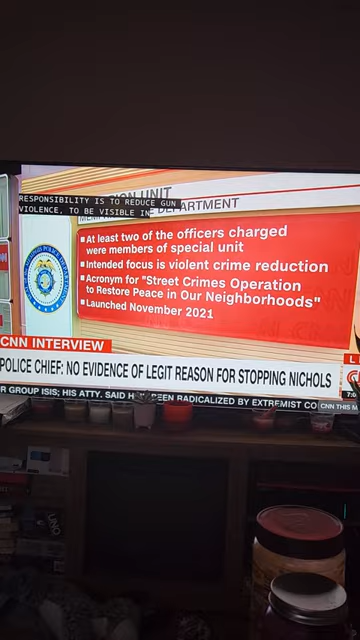 RESPONSIBILITY IS TO REDUCE GUN
VIOLENCE, TO BE VISIBLE IN
UNIT
DEPARTMENT
■ At least two of the officers charged
were members of special unit
■ Intended focus is violent crime reduction
■ Acronym for "Street Crimes Operation
to Restore Peace in Our Neighborhoods"
■ Launched November 2021
CNN INTERVIEW
POLICE CHIEF: NO EVIDENCE OF LEGIT REASON FOR STOPPING NICHOLS
R GROUP ISIS; HIS ATTY. SAID HAD BEEN RADICALIZED BY EXTREMIST CO
CNN THIS M